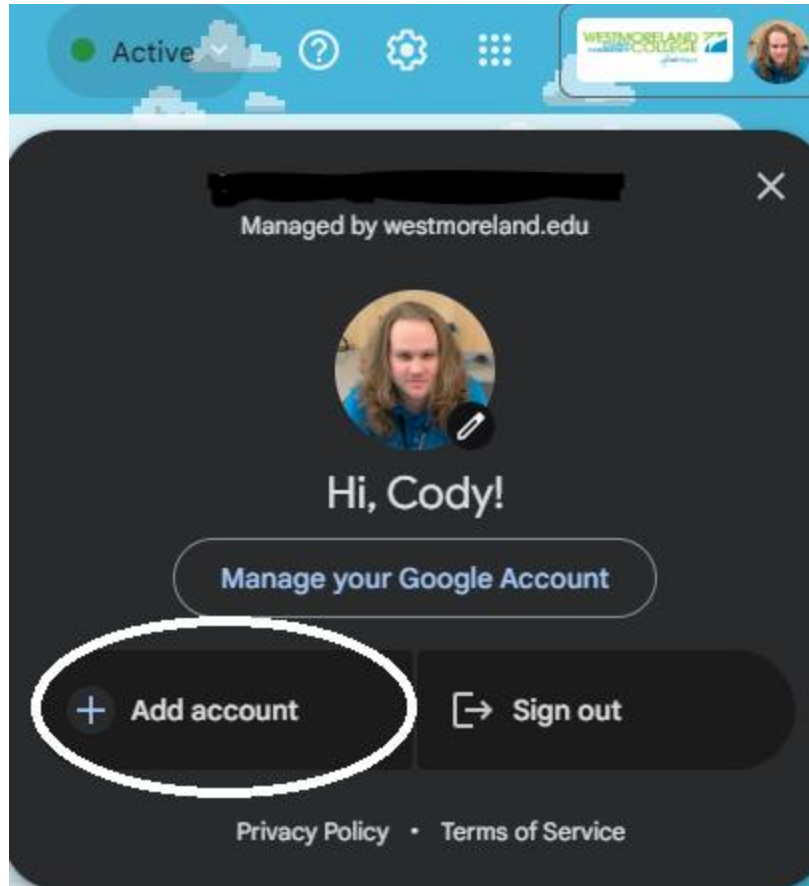 Active
WESTMORELAND
COLLEGE
Managed by westmoreland.edu
Hi, Cody!
Manage your Google Account
+ Add account
Sign out
Privacy Policy • Terms of Service